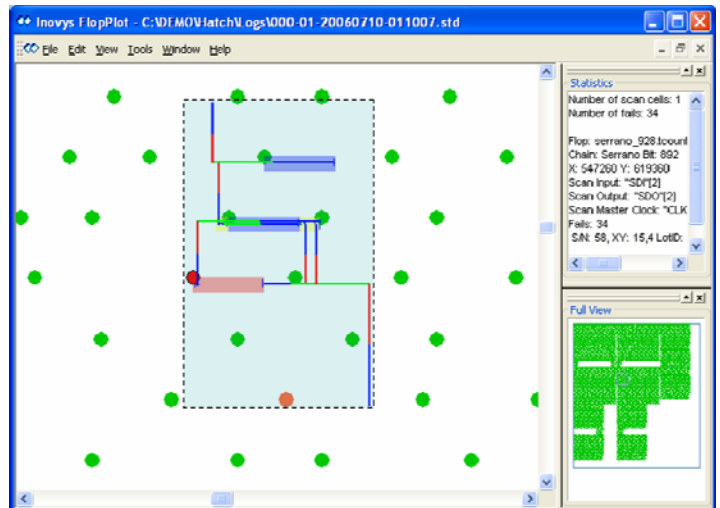 Inovys FlopPlot - C:\DEMO\Hatch\Logs\000-01-20060710-011007.std
File Edit View Tools Window Help
Statistics
Number of scan cells: 1
Number of fails: 34
Flop: serrano_928.tcount
Chain: Serrano Bit: 892
X: 547260 Y: 619360
Scan Input: "SDI"[2]
Scan Output: "SDO"[2]
Scan Master Clock: "CLK
Fails: 34
S/N: 58, XY: 15,4 LotID:
Full View